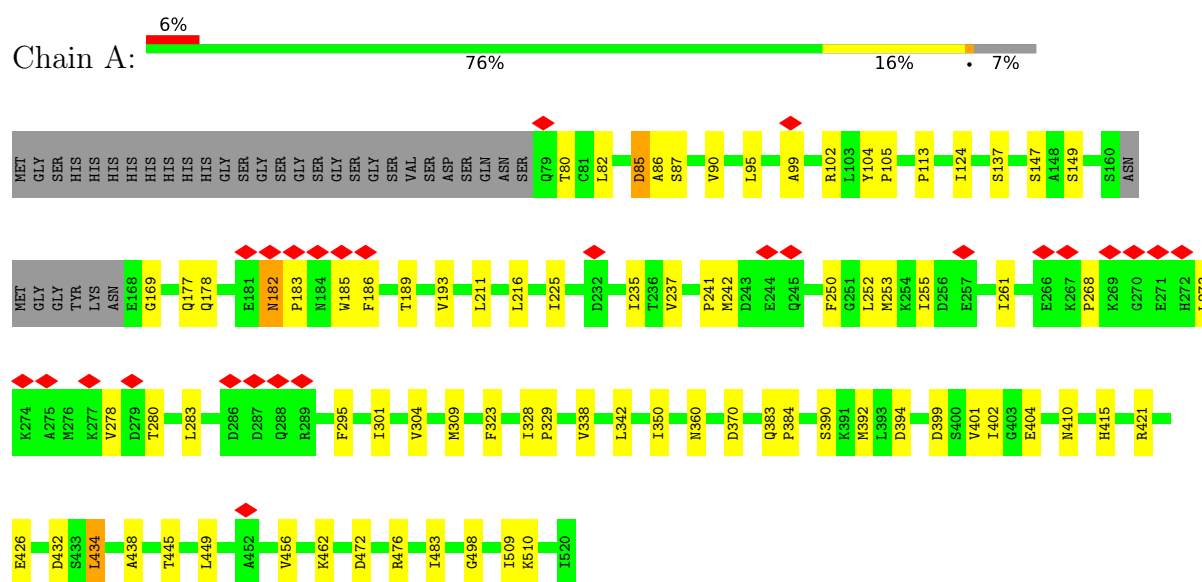 6%
Chain A:
76% 16% • 7%
MET GLY SER HIS HIS HIS HIS HIS HIS HIS HIS HIS HIS GLY SER GLY SER GLY SER GLY SER GLY SER VAL SER ASP SER GLN ASN SER Q79 T80 C81 L82 D85 A86 S87 V90 L95 A99 R102 L103 Y104 P105 P113 I124 S137 S147 A148 S149 S160 ASN
MET GLY GLY TYR LYS ASN E168 G169 Q177 Q178 E181 N182 P183 N184 W185 F186 T189 V193 L211 L216 I225 D232 I235 T236 V237 P241 M242 D243 E244 Q245 F250 G251 L252 M253 K254 I255 D256 E257 I261 E266 K267 P268 K269 G270 E271 H272
K274 A275 M276 K277 V278 D279 T280 L283 D286 D287 Q288 R289 F295 I301 V304 M309 F323 I328 P329 V338 L342 I350 N360 D370 Q383 P384 S390 K391 M392 L393 D394 D399 S400 V401 I402 G403 E404 N410 H415 R421
E426 D432 S433 L434 A438 T445 L449 A452 V456 K462 D472 R476 I483 G498 I509 K510 I520